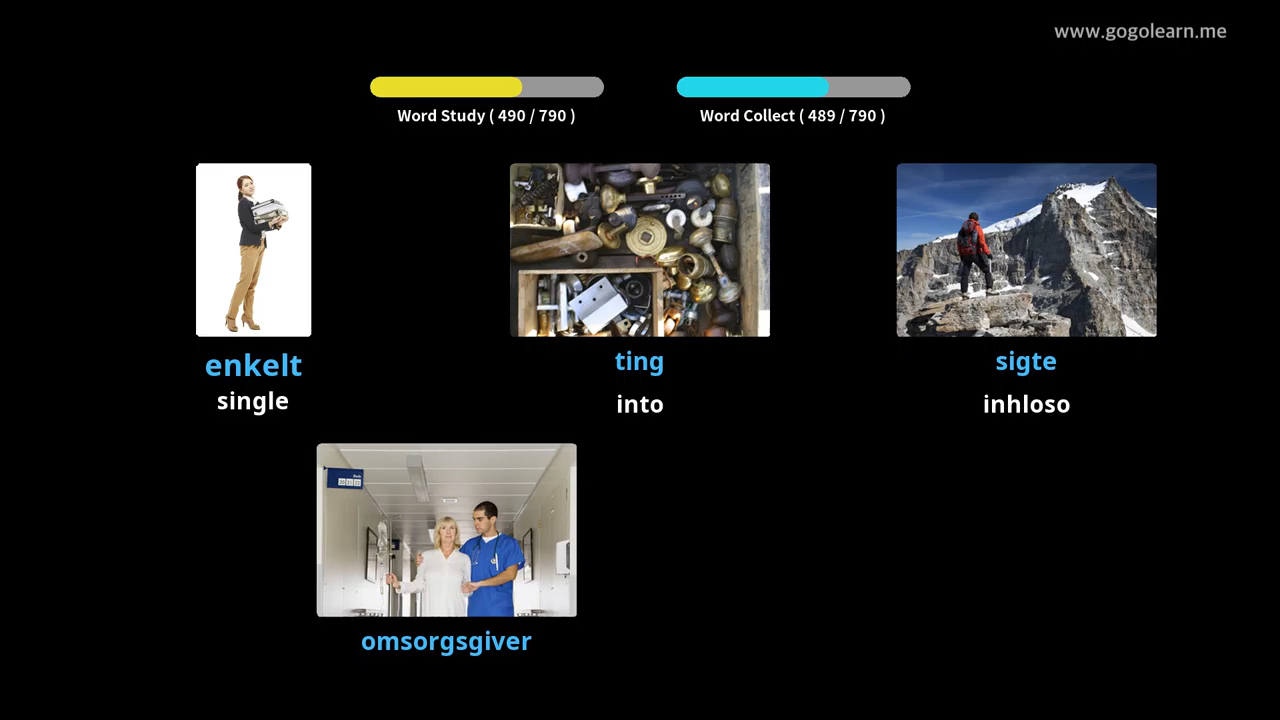 www.gogolearn.me
Word Study ( 490 / 790 )
Word Collect ( 489 / 790 )
enkelt
single
ting
into
sigte
inhloso
omsorgsgiver